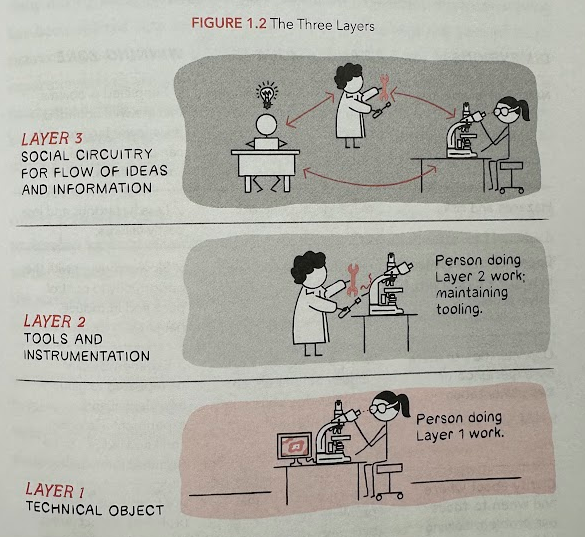 FIGURE 1.2 The Three Layers
LAYER 3
SOCIAL CIRCUITRY
FOR FLOW OF IDEAS
AND INFORMATION
LAYER 2
TOOLS AND
INSTRUMENTATION
Person doing
Layer 2 work;
maintaining
tooling.
LAYER 1
TECHNICAL OBJECT
Person doing
Layer 1 work.